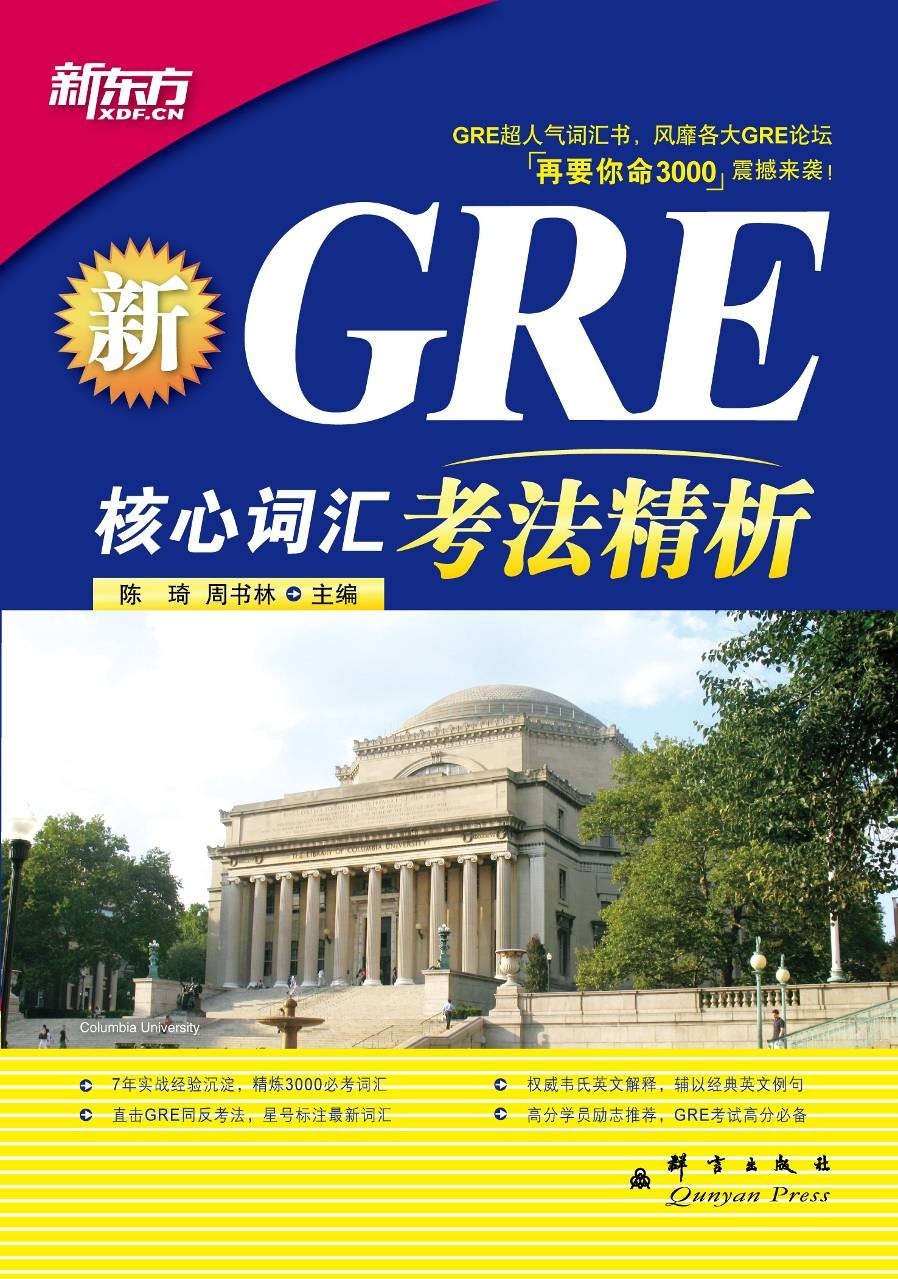 新东方
XDF.CN
GRE超人气词汇书，风靡各大GRE论坛
「再要你命3000」震撼来袭！
新
GRE
核心词汇 考法精析
陈 琦 周书林 主编
THE LIBRARY OF COLUMBIA UNIVERSITY
Columbia University
7年实战经验沉淀，精炼3000必考词汇
权威韦氏英文解释，辅以经典英文例句
直击GRE同反考法，星号标注最新词汇
高分学员励志推荐，GRE考试高分必备
群言出版社
Qunyan Press